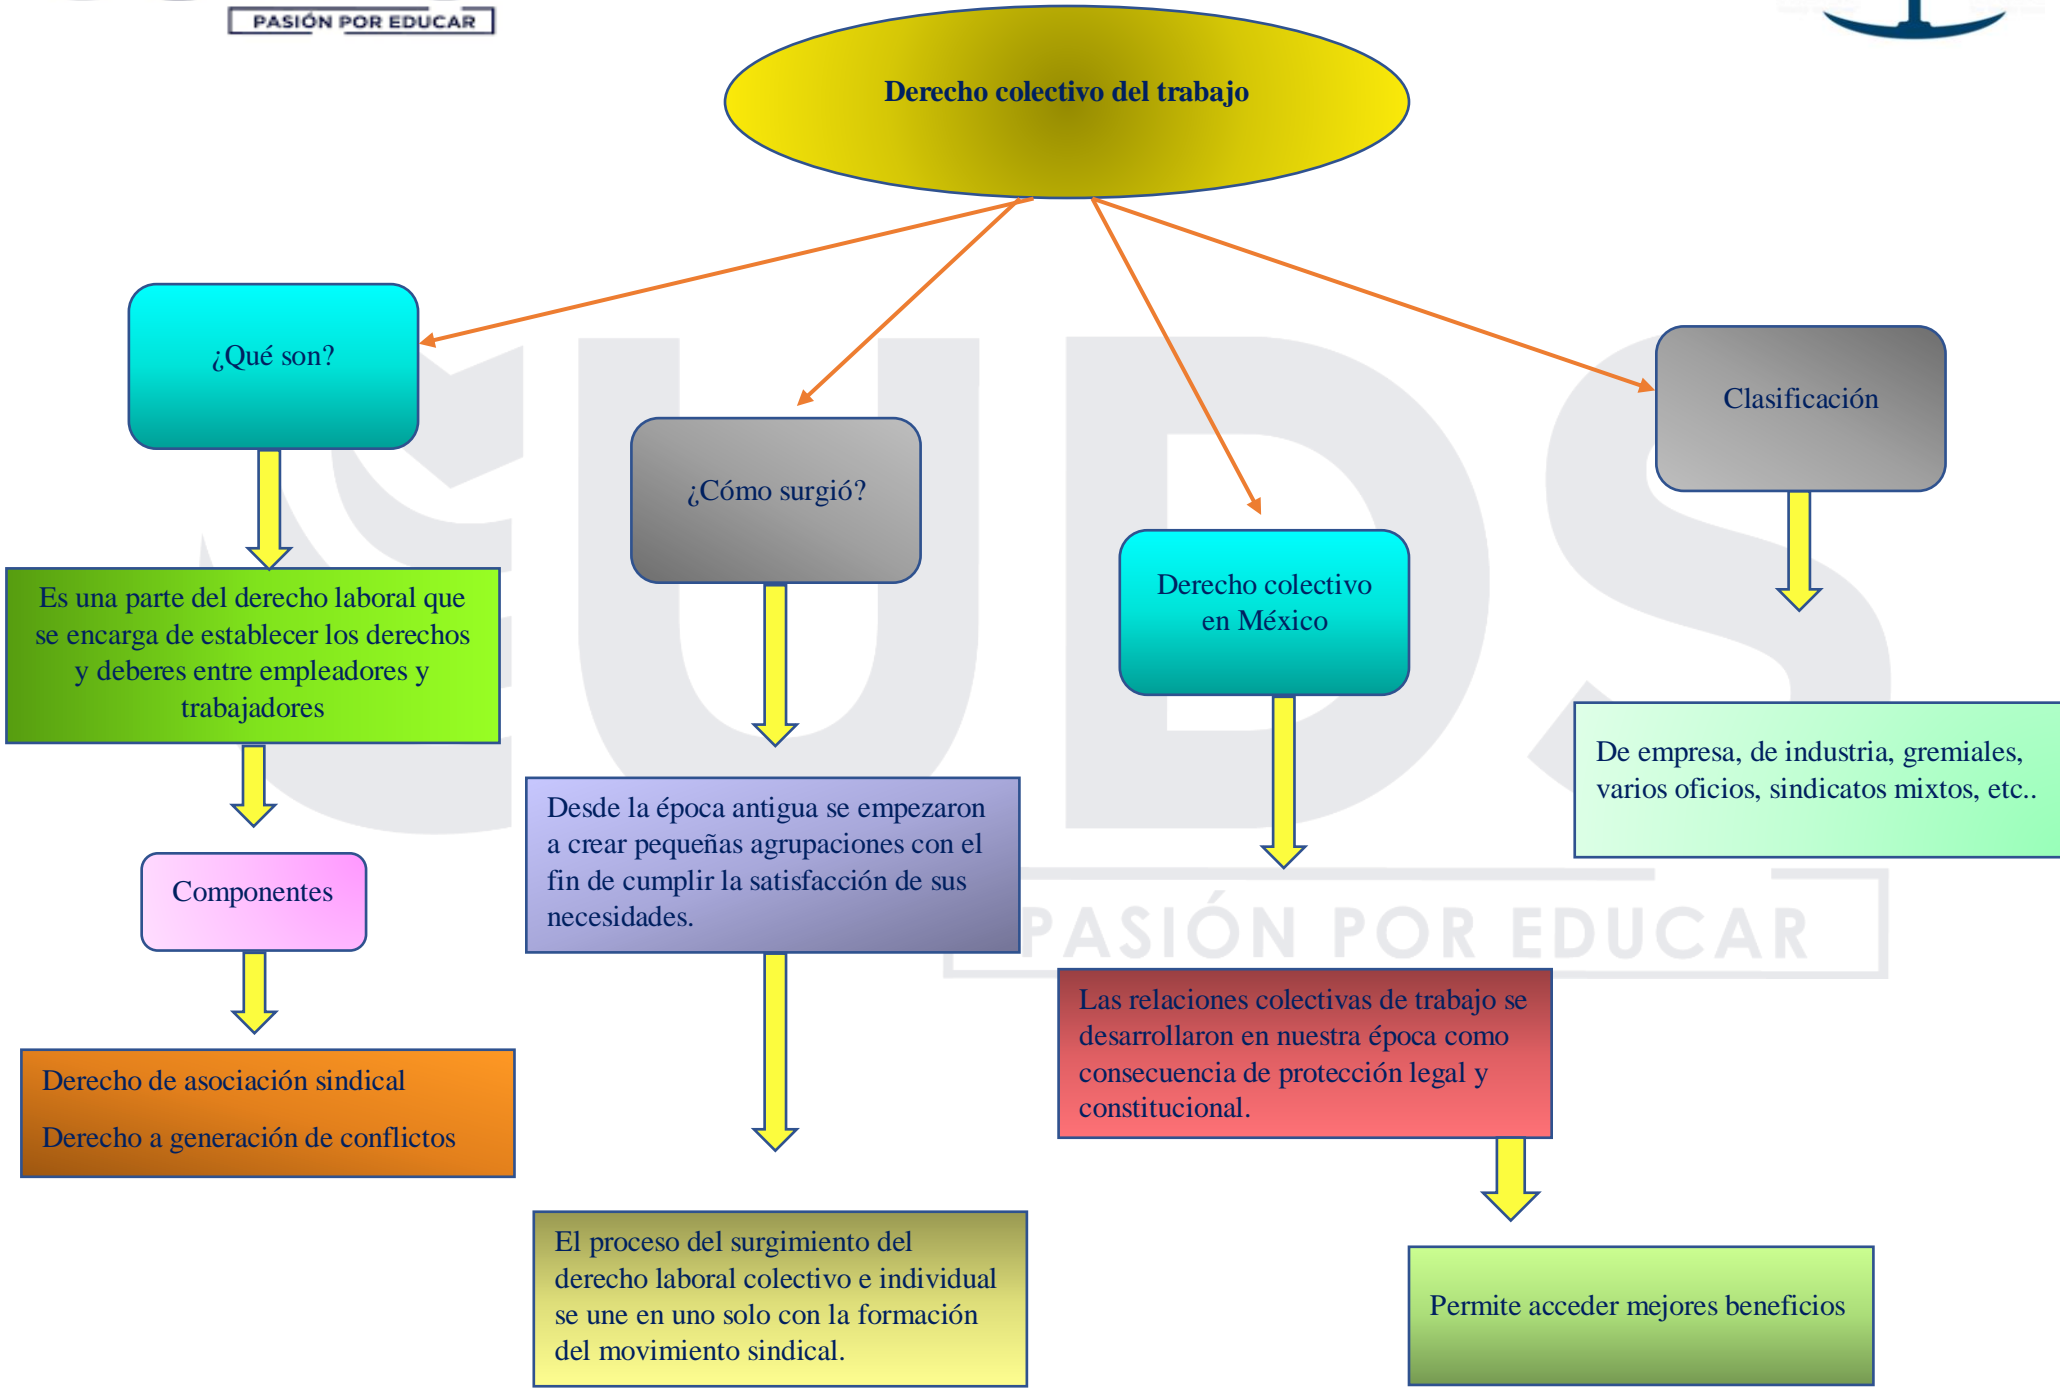 PASIÓN POR EDUCAR
Derecho colectivo del trabajo
¿Qué son?
Es una parte del derecho laboral que
se encarga de establecer los derechos
y deberes entre empleadores y
trabajadores
Componentes
Derecho de asociación sindical
Derecho a generación de conflictos
¿Cómo surgió?
Desde la época antigua se empezaron
a crear pequeñas agrupaciones con el
fin de cumplir la satisfacción de sus
necesidades.
El proceso del surgimiento del
derecho laboral colectivo e individual
se une en uno solo con la formación
del movimiento sindical.
Derecho colectivo
en México
Las relaciones colectivas de trabajo se
desarrollaron en nuestra época como
consecuencia de protección legal y
constitucional.
Permite acceder mejores beneficios
Clasificación
De empresa, de industria, gremiales,
varios oficios, sindicatos mixtos, etc..
UDS
PASIÓN POR EDUCAR